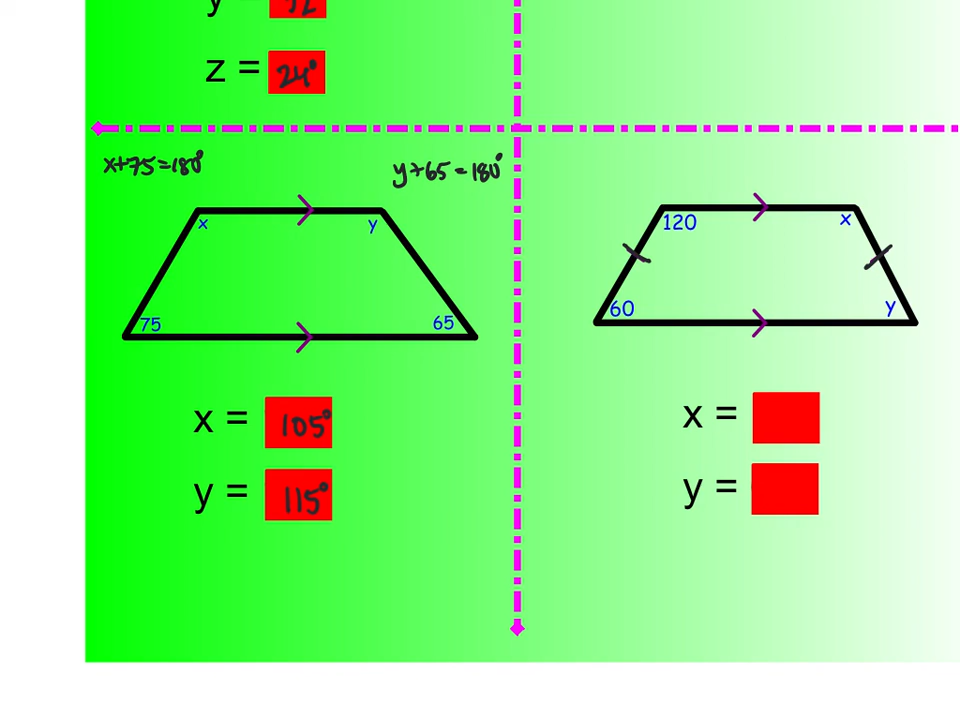 z = 24°
x+75=180°
y+65=180°
x
y
75
65
x = 105°
y = 115°
120
x
60
y
x =
y =